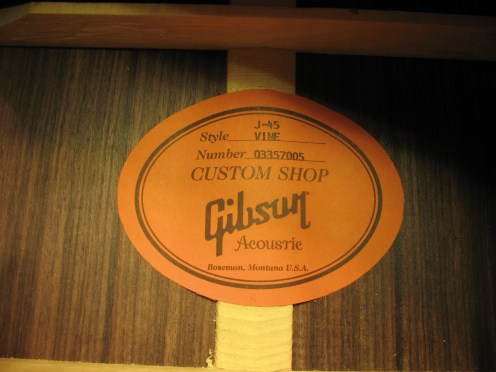 J-45
Style VINE
Number 03357005
CUSTOM SHOP
Gibson
Acoustic
Bozeman, Montana U.S.A.